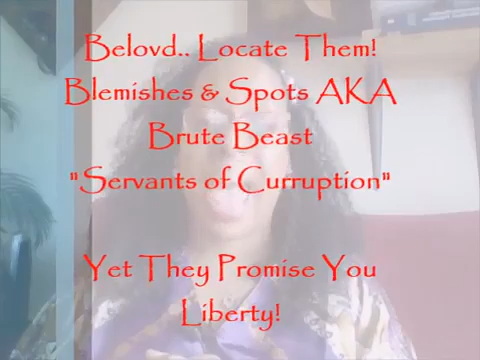 Belovd.. Locate Them!
Blemishes & Spots AKA
Brute Beast
"Servants of Curruption"
Yet They Promise You
Liberty!